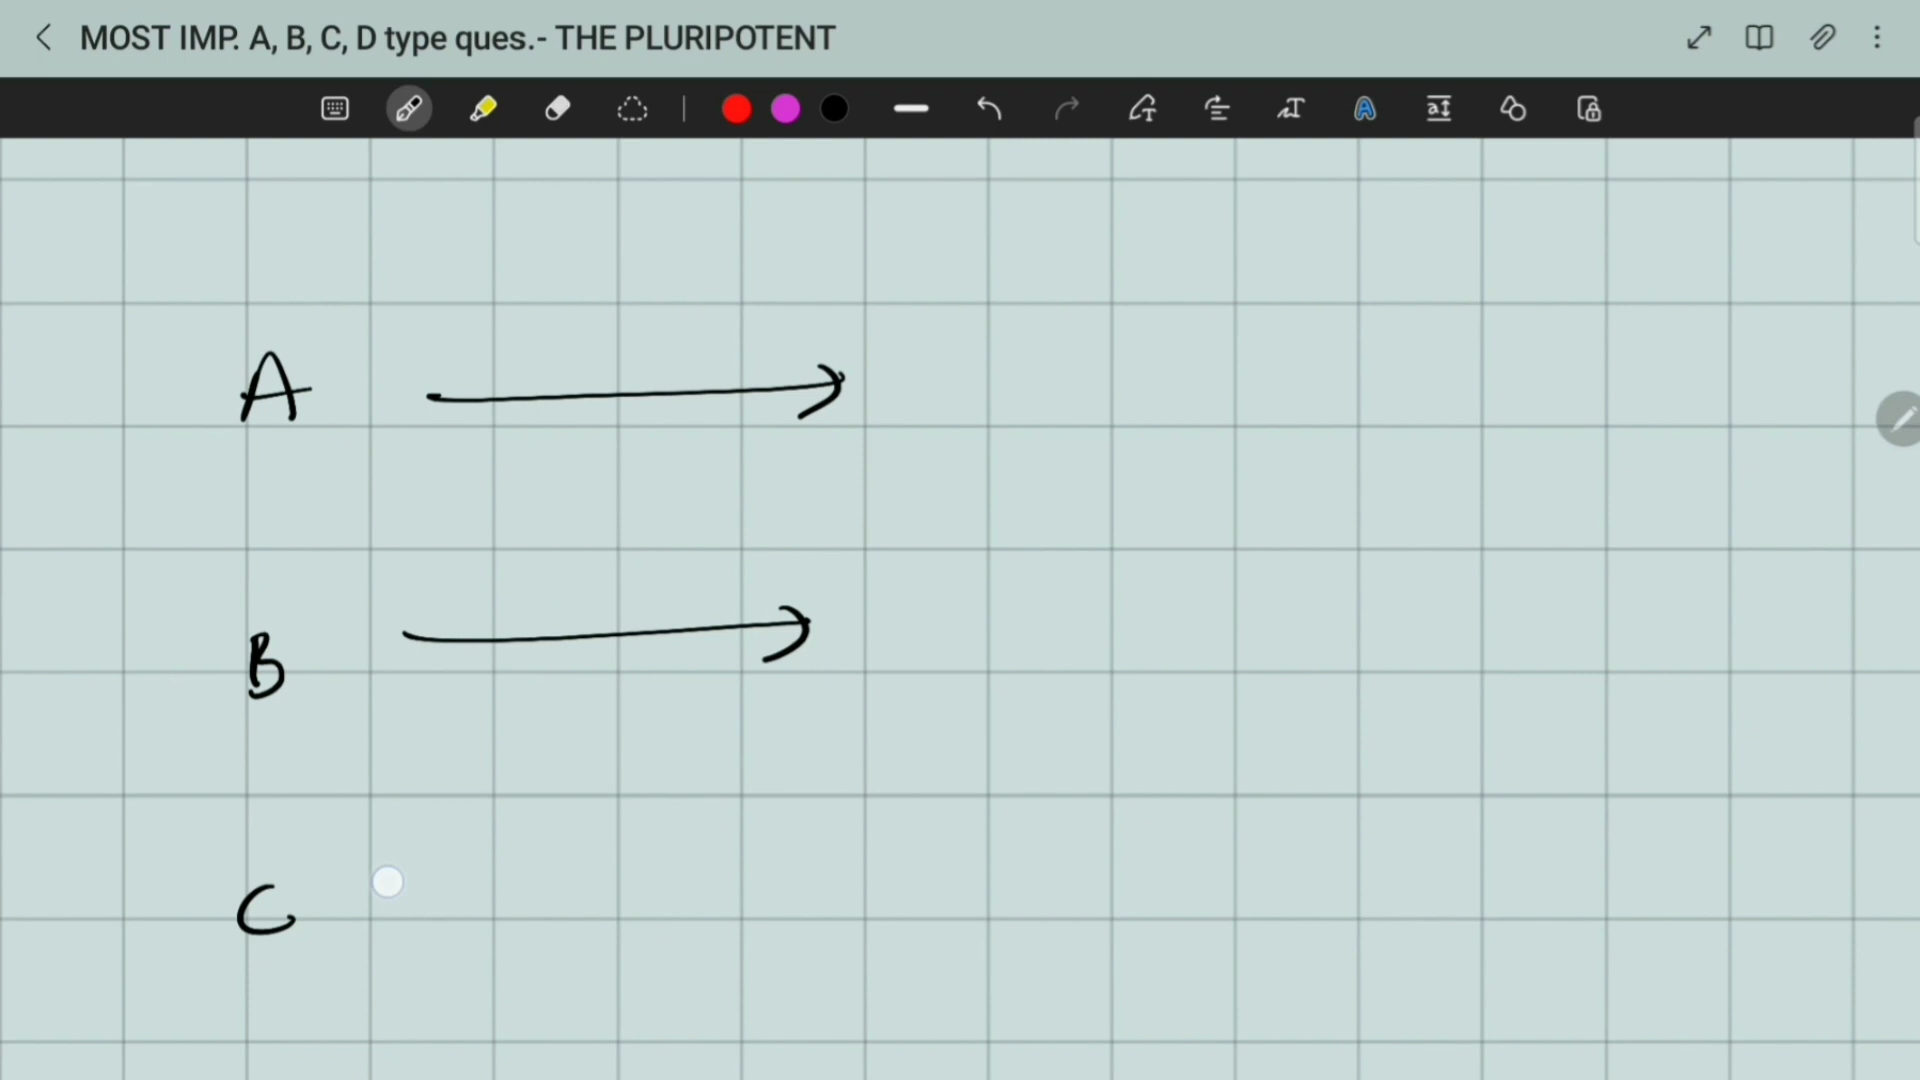 MOST IMP. A, B, C, D type ques.- THE PLURIPOTENT
A
B
C